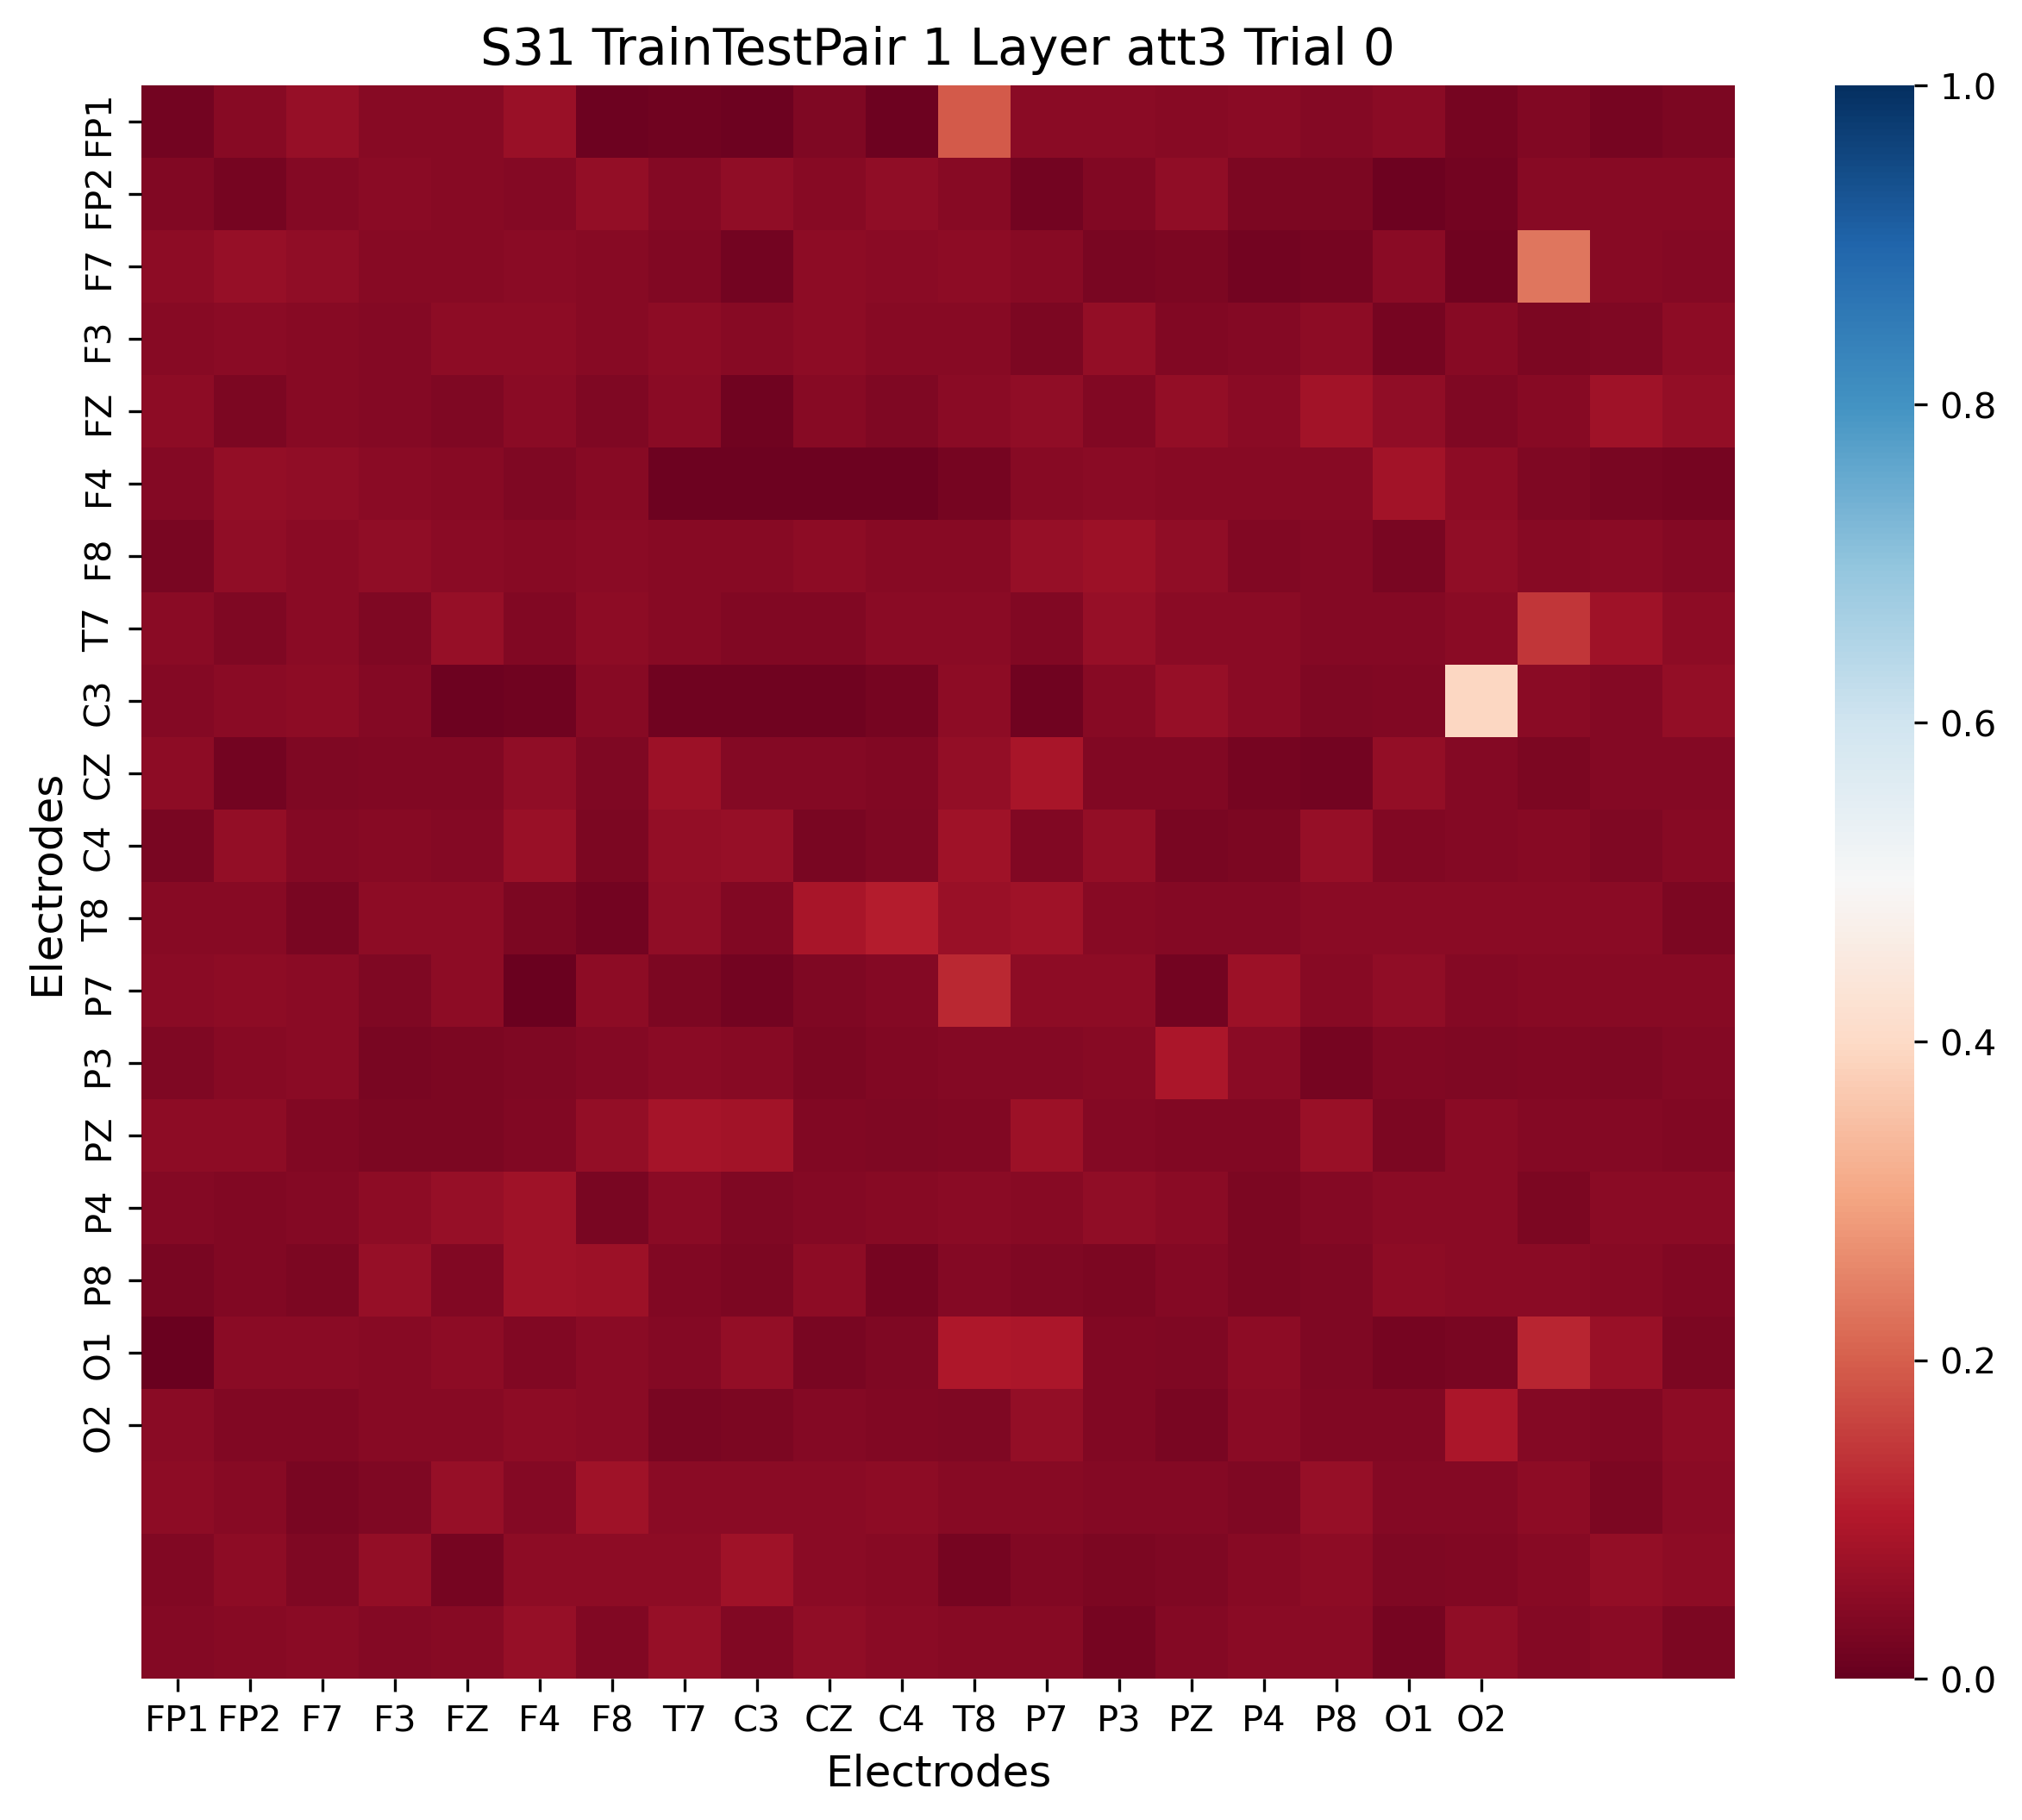 S31 TrainTestPair 1 Layer att3 Trial 0
Electrodes
FP1
FP2
F7
F3
FZ
F4
F8
T7
C3
CZ
C4
T8
P7
P3
PZ
P4
P8
O1
O2
FP1 FP2 F7 F3 FZ F4 F8 T7 C3 CZ C4 T8 P7 P3 PZ P4 P8 O1 O2
Electrodes
1.0
0.8
0.6
0.4
0.2
0.0